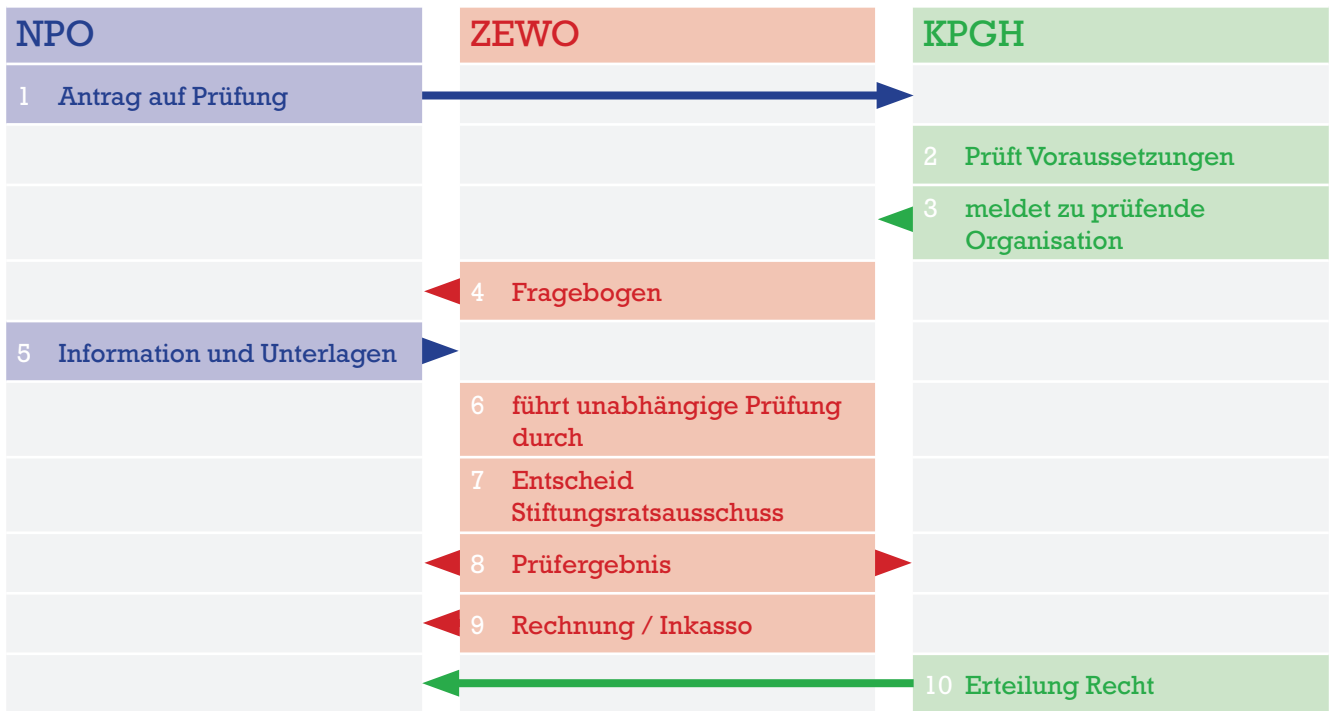 NPO ZEWO KPGH
1 Antrag auf Prüfung
2 Prüft Voraussetzungen
3 meldet zu prüfende
Organisation
4 Fragebogen
5 Information und Unterlagen
6 führt unabhängige Prüfung
durch
7 Entscheid
Stiftungsratsausschuss
8 Prüfergebnis
9 Rechnung / Inkasso
10 Erteilung Recht